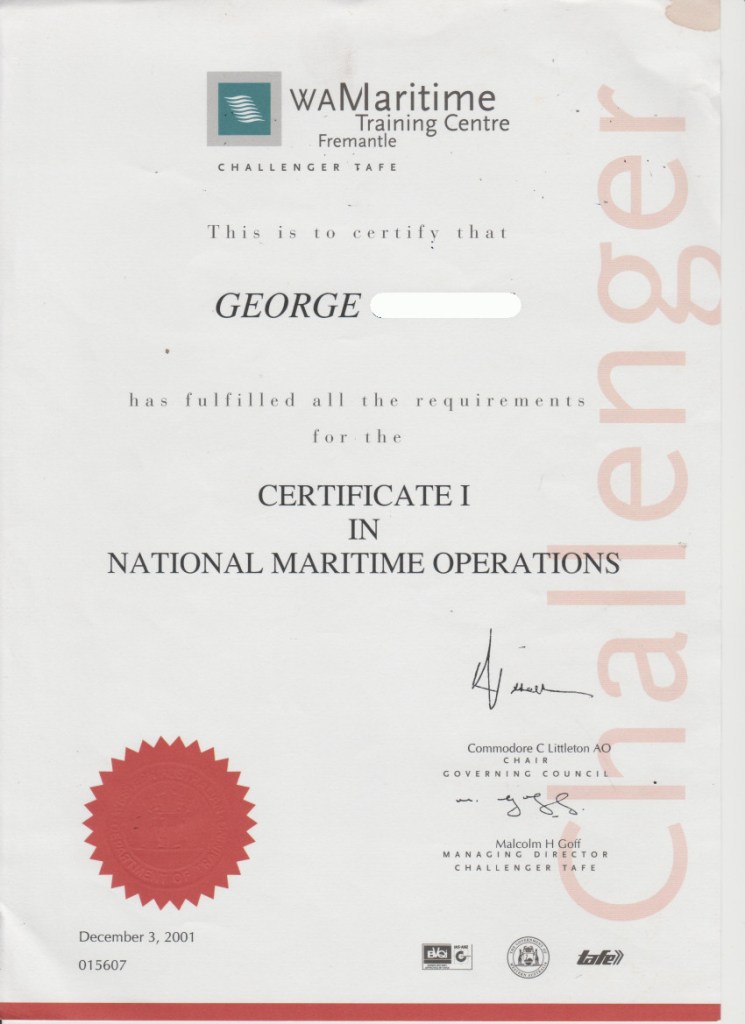 WAMaritime
Training Centre
Fremantle
CHALLENGER TAFE
This is to certify that
GEORGE
has fulfilled all the requirements
for the
CERTIFICATE I
IN
NATIONAL MARITIME OPERATIONS
Commodore C Littleton AO
CHAIR
GOVERNING COUNCIL
Malcolm H Goff
MANAGING DIRECTOR
CHALLENGER TAFE
December 3, 2001
015607
BVQI
tafe
Challenger